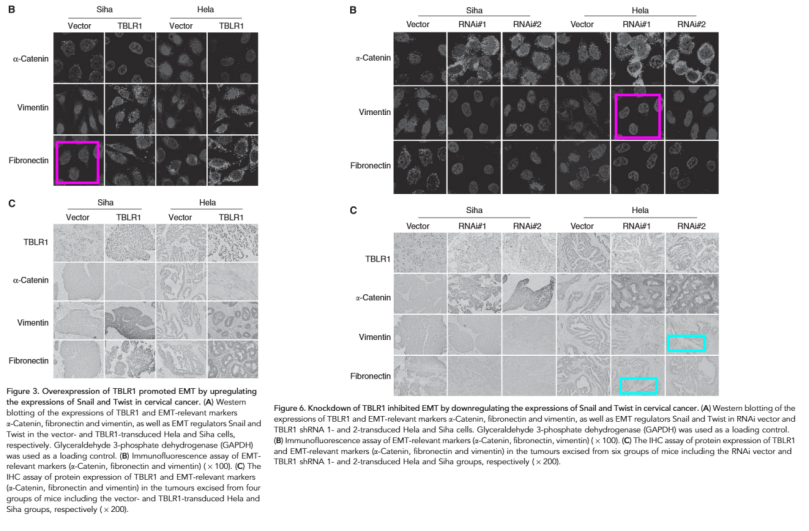 B
Siha Hela
Vector TBLR1 Vector TBLR1
α-Catenin
Vimentin
Fibronectin
C
Siha Hela
Vector TBLR1 Vector TBLR1
TBLR1
α-Catenin
Vimentin
Fibronectin
Figure 3. Overexpression of TBLR1 promoted EMT by upregulating
the expressions of Snail and Twist in cervical cancer. (A) Western
blotting of the expressions of TBLR1 and EMT-relevant markers
α-Catenin, fibronectin and vimentin, as well as EMT regulators Snail and
Twist in the vector- and TBLR1-transduced Hela and Siha cells,
respectively. Glyceraldehyde 3-phosphate dehydrogenase (GAPDH)
was used as a loading control. (B) Immunofluorescence assay of EMT-
relevant markers (α-Catenin, fibronectin and vimentin) (×100). (C) The
IHC assay of protein expression of TBLR1 and EMT-relevant markers
(α-Catenin, fibronectin and vimentin) in the tumours excised from four
groups of mice including the vector- and TBLR1-transduced Hela and
Siha groups, respectively (×200).
B
Siha Hela
Vector RNAi#1 RNAi#2 Vector RNAi#1 RNAi#2
α-Catenin
Vimentin
Fibronectin
C
Siha Hela
Vector RNAi#1 RNAi#2 Vector RNAi#1 RNAi#2
TBLR1
α-Catenin
Vimentin
Fibronectin
Figure 6. Knockdown of TBLR1 inhibited EMT by downregulating the expressions of Snail and Twist in cervical cancer. (A) Western blotting of the
expressions of TBLR1 and EMT-relevant markers α-Catenin, fibronectin and vimentin, as well as EMT regulators Snail and Twist in RNAi vector and
TBLR1 shRNA 1- and 2-transduced Hela and Siha cells. Glyceraldehyde 3-phosphate dehydrogenase (GAPDH) was used as a loading control.
(B) Immunofluorescence assay of EMT-relevant markers (α-Catenin, fibronectin, vimentin) (×100). (C) The IHC assay of protein expression of TBLR1
and EMT-relevant markers (α-Catenin, fibronectin and vimentin) in the tumours excised from six groups of mice including the RNAi vector and
TBLR1 shRNA 1- and 2-transduced Hela and Siha groups, respectively (×200).